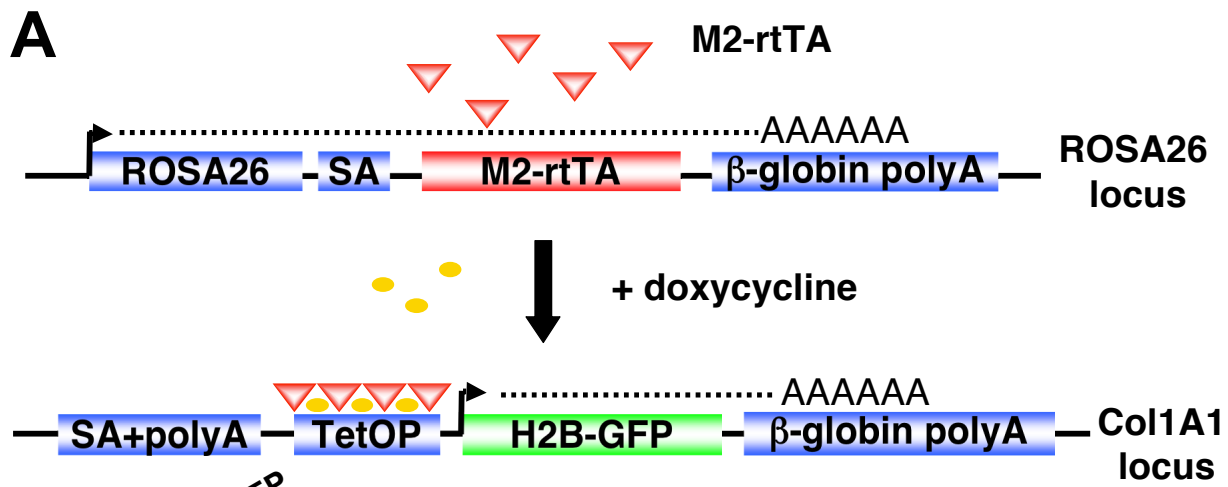 A
M2-rtTA
AAAAAA
ROSA26
SA
M2-rtTA
β-globin polyA
ROSA26
locus
+ doxycycline
AAAAAA
SA+polyA
TetOP
H2B-GFP
β-globin polyA
Col1A1
locus